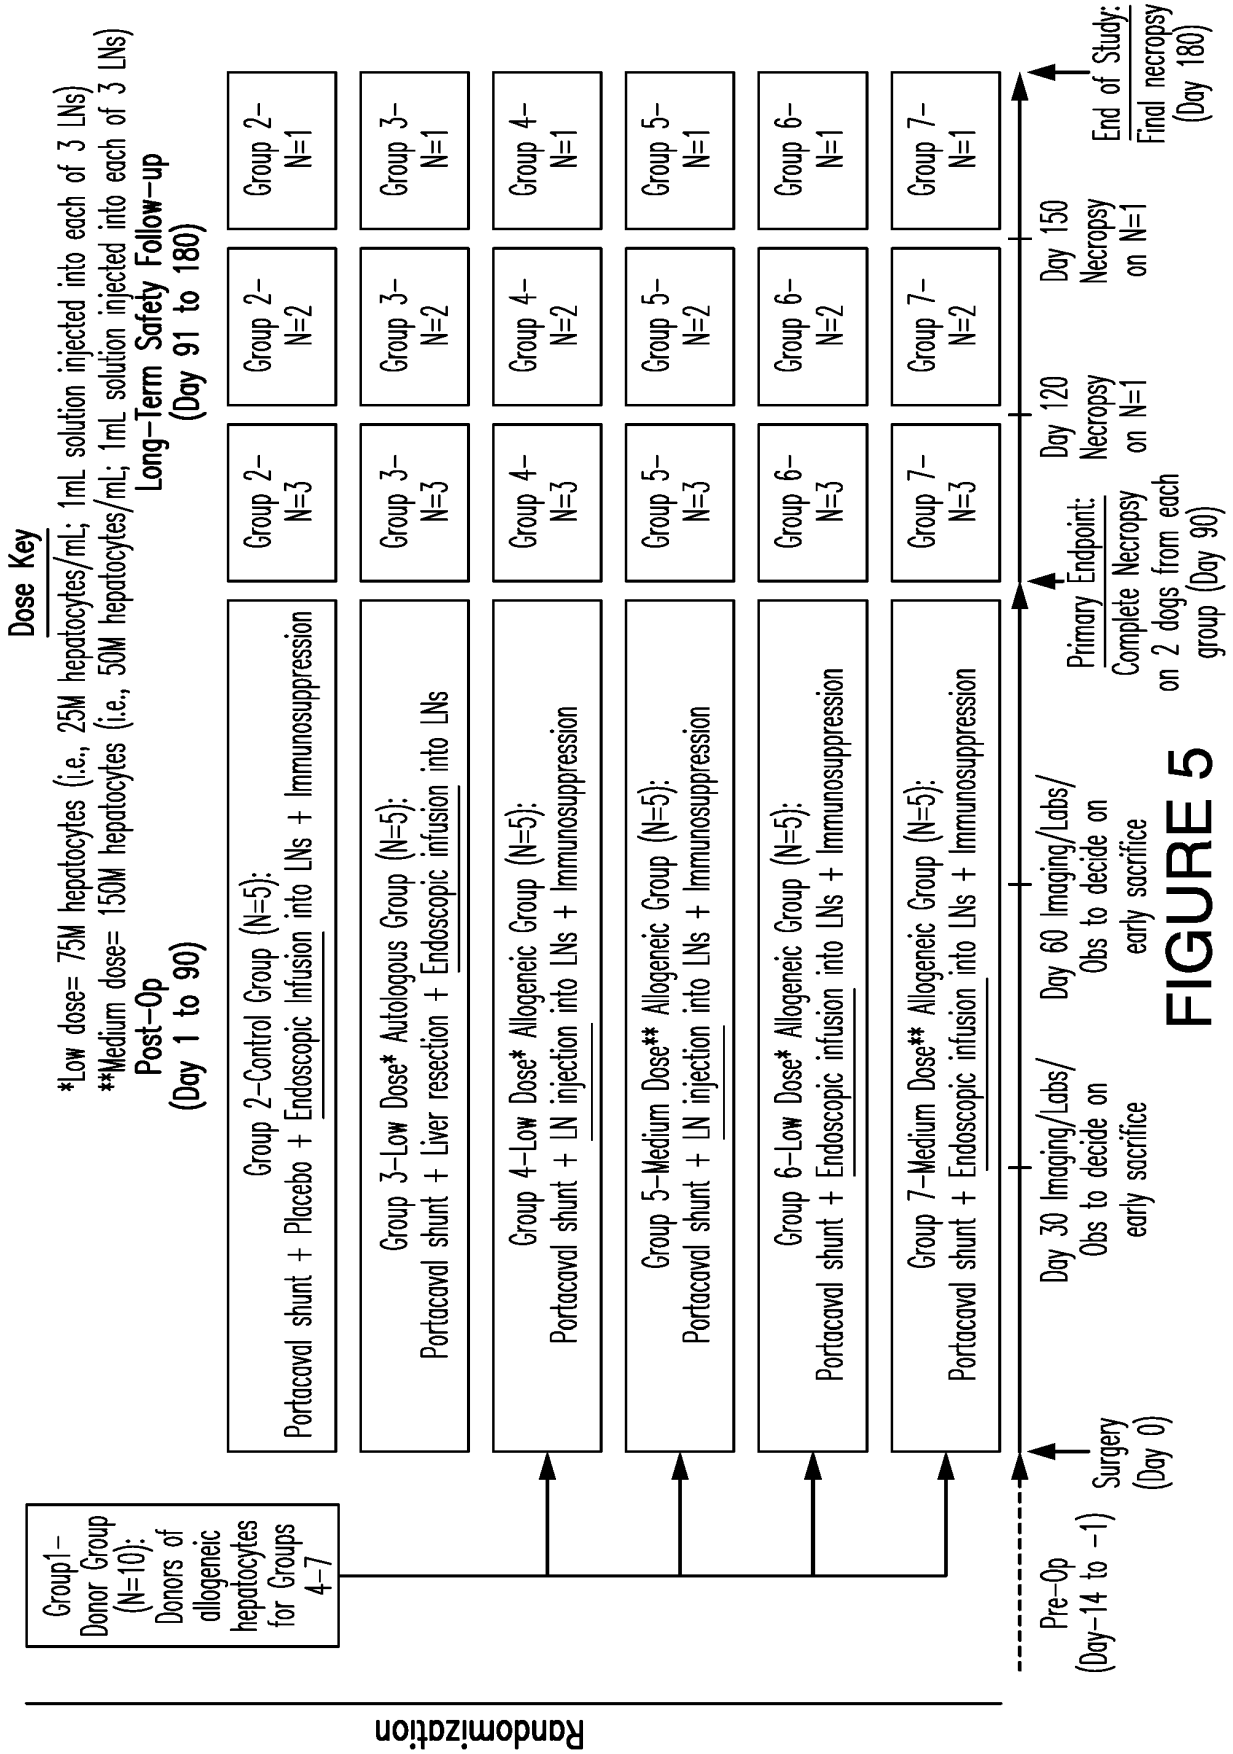 Dose Key
*Low dose= 75M hepatocytes (i.e., 25M hepatocytes/mL; 1mL solution injected into each of 3 LNs)
**Medium dose= 150M hepatocytes (i.e., 50M hepatocytes/mL; 1mL solution injected into each of 3 LNs)
Post-Op
(Day 1 to 90)
Long-Term Safety Follow-up
(Day 91 to 180)
Randomization
Group1-
Donor Group
(N=10):
Donors of
allogeneic
hepatocytes
for Groups
4-7
Group 2-Control Group (N=5):
Portacaval shunt + Placebo + Endoscopic Infusion into LNs + Immunosuppression
Group 2-
N=3
Group 2-
N=2
Group 2-
N=1
Group 3-Low Dose* Autologous Group (N=5):
Portacaval shunt + Liver resection + Endoscopic infusion into LNs
Group 3-
N=3
Group 3-
N=2
Group 3-
N=1
Group 4-Low Dose* Allogeneic Group (N=5):
Portacaval shunt + LN injection into LNs + Immunosuppression
Group 4-
N=3
Group 4-
N=2
Group 4-
N=1
Group 5-Medium Dose** Allogeneic Group (N=5):
Portacaval shunt + LN injection into LNs + Immunosuppression
Group 5-
N=3
Group 5-
N=2
Group 5-
N=1
Group 6-Low Dose* Allogeneic Group (N=5):
Portacaval shunt + Endoscopic infusion into LNs + Immunosuppression
Group 6-
N=3
Group 6-
N=2
Group 6-
N=1
Group 7-Medium Dose** Allogeneic Group (N=5):
Portacaval shunt + Endoscopic infusion into LNs + Immunosuppression
Group 7-
N=3
Group 7-
N=2
Group 7-
N=1
Pre-Op
(Day-14 to -1)
Surgery
(Day 0)
Day 30 Imaging/Labs/
Obs to decide on
early sacrifice
Day 60 Imaging/Labs/
Obs to decide on
early sacrifice
Primary Endpoint:
Complete Necropsy
on 2 dogs from each
group (Day 90)
Day 120
Necropsy
on N=1
Day 150
Necropsy
on N=1
End of Study:
Final necropsy
(Day 180)
FIGURE 5